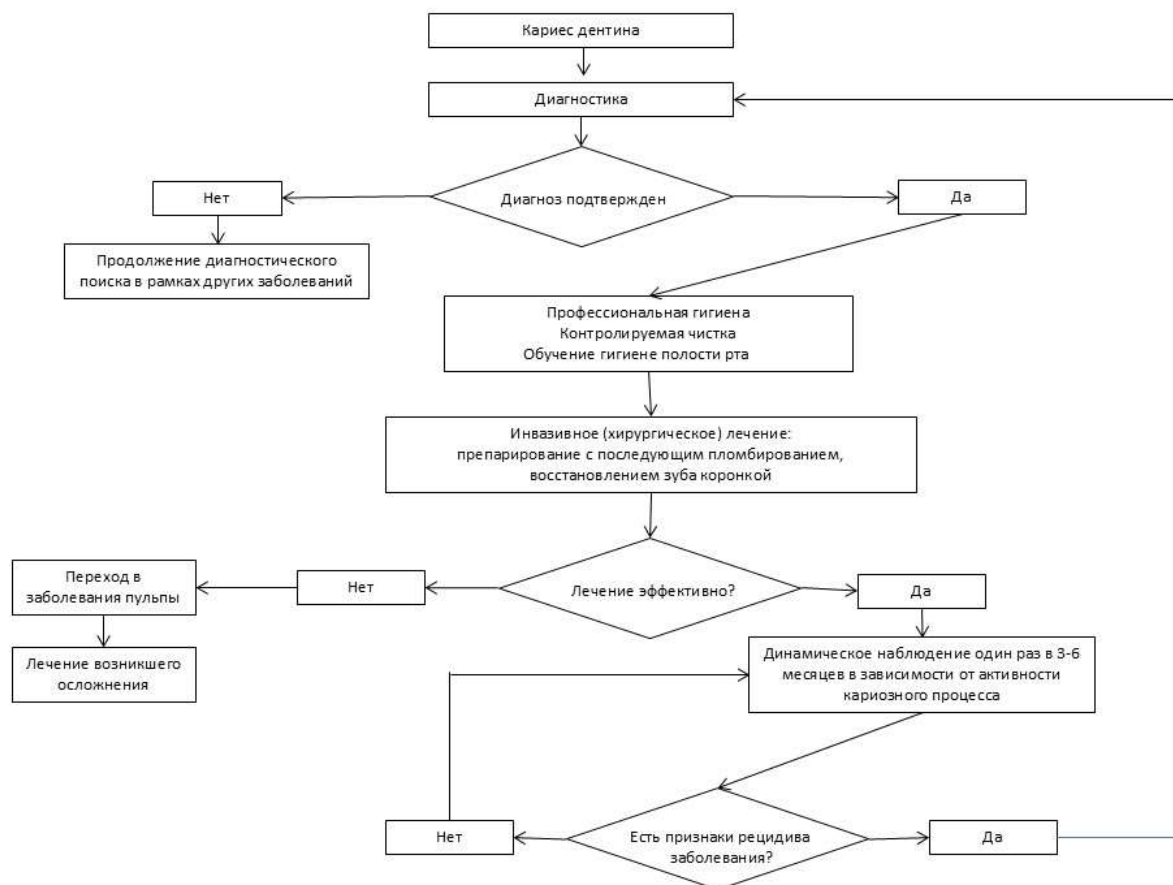 Кариес дентина
Диагностика
Диагноз подтвержден
Нет
Да
Продолжение диагностического
поиска в рамках других заболеваний
Профессиональная гигиена
Контролируемая чистка
Обучение гигиене полости рта
Инвазивное (хирургическое) лечение:
препарирование с последующим пломбированием,
восстановлением зуба коронкой
Лечение эффективно?
Нет
Да
Переход в
заболевания пульпы
Лечение возникшего
осложнения
Динамическое наблюдение один раз в 3-6
месяцев в зависимости от активности
кариозного процесса
Есть признаки рецидива
заболевания?
Нет
Да